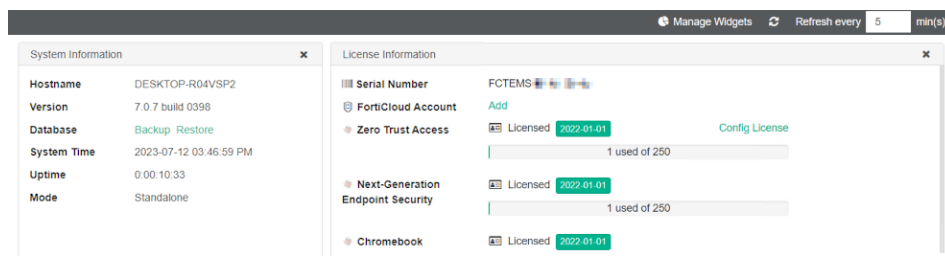 Manage Widgets Refresh every 5 min(s)
System Information
Hostname DESKTOP-R04VSP2
Version 7.0.7 build 0398
Database Backup Restore
System Time 2023-07-12 03:46:59 PM
Uptime 0:00:10:33
Mode Standalone
License Information
Serial Number FCTEMS
FortiCloud Account Add
Zero Trust Access Licensed 2022-01-01 Config License
1 used of 250
Next-Generation
Endpoint Security Licensed 2022-01-01
1 used of 250
Chromebook Licensed 2022-01-01